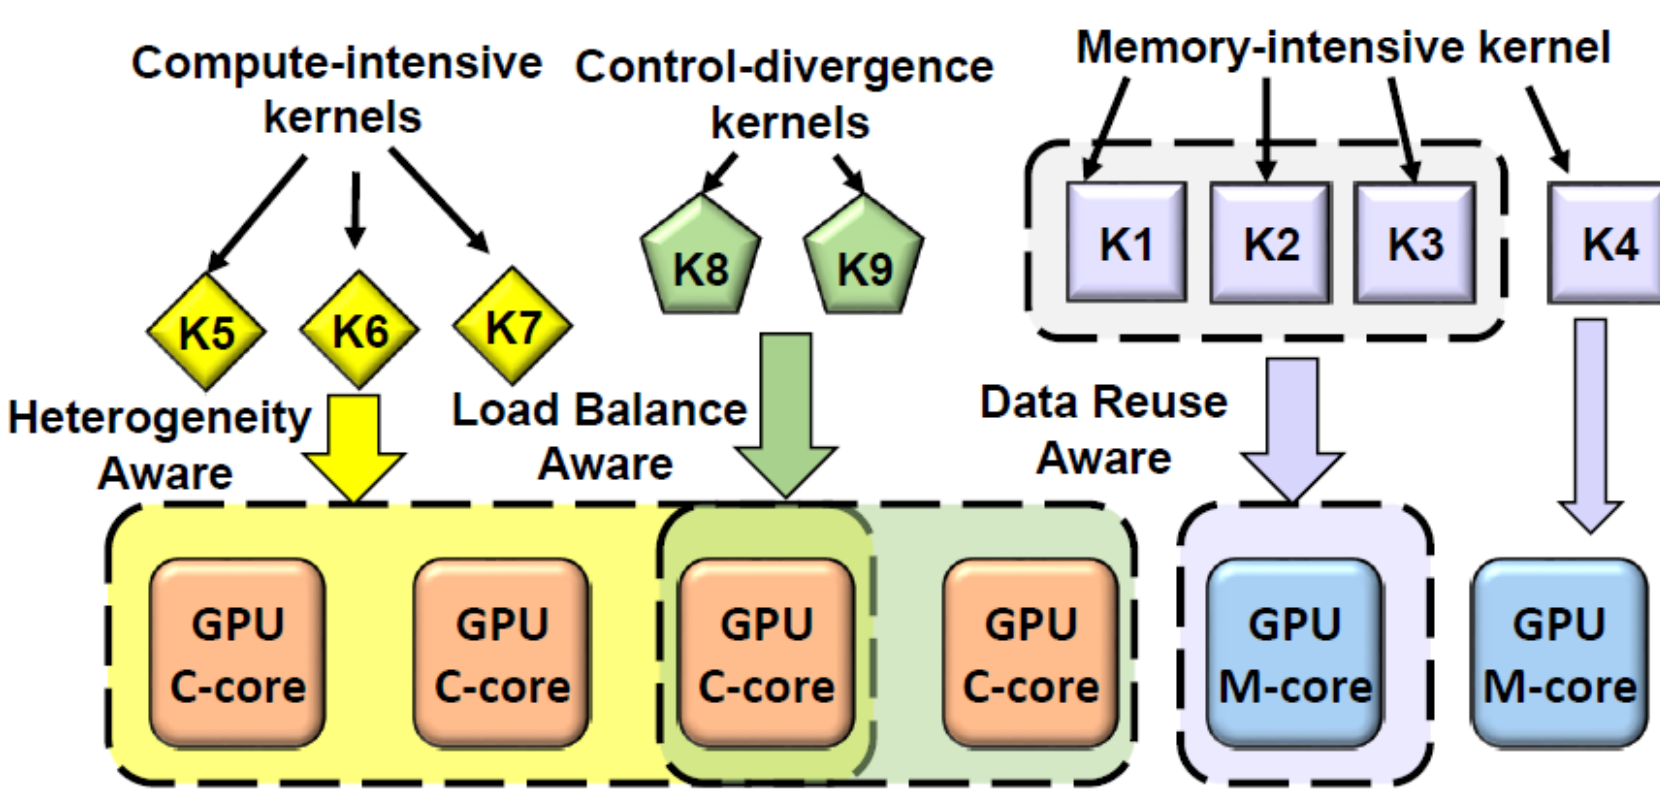 Compute-intensive
kernels
Control-divergence
kernels
Memory-intensive kernel
K5
K6
K7
K8
K9
K1
K2
K3
K4
Heterogeneity
Aware
Load Balance
Aware
Data Reuse
Aware
GPU
C-core
GPU
C-core
GPU
C-core
GPU
C-core
GPU
M-core
GPU
M-core